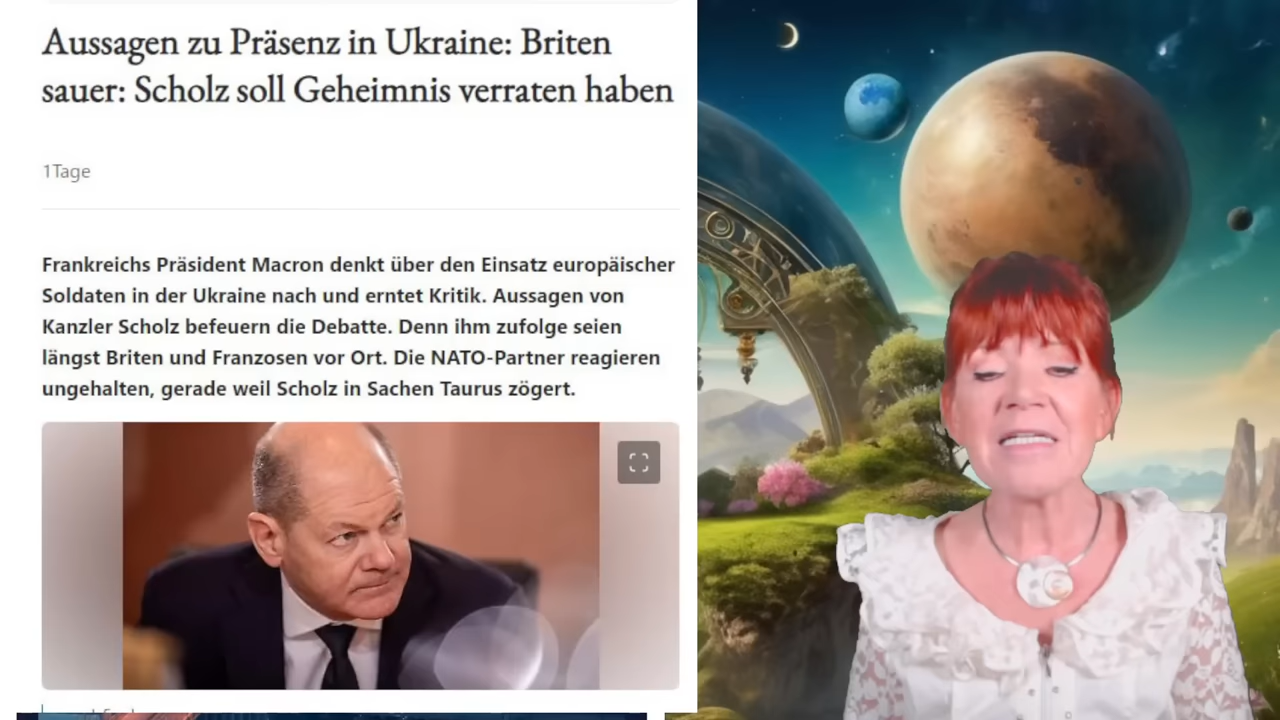 Aussagen zu Präsenz in Ukraine: Briten
sauer: Scholz soll Geheimnis verraten haben
1Tage
Frankreichs Präsident Macron denkt über den Einsatz europäischer
Soldaten in der Ukraine nach und erntet Kritik. Aussagen von
Kanzler Scholz befeuern die Debatte. Denn ihm zufolge seien
längst Briten und Franzosen vor Ort. Die NATO-Partner reagieren
ungehalten, gerade weil Scholz in Sachen Taurus zögert.